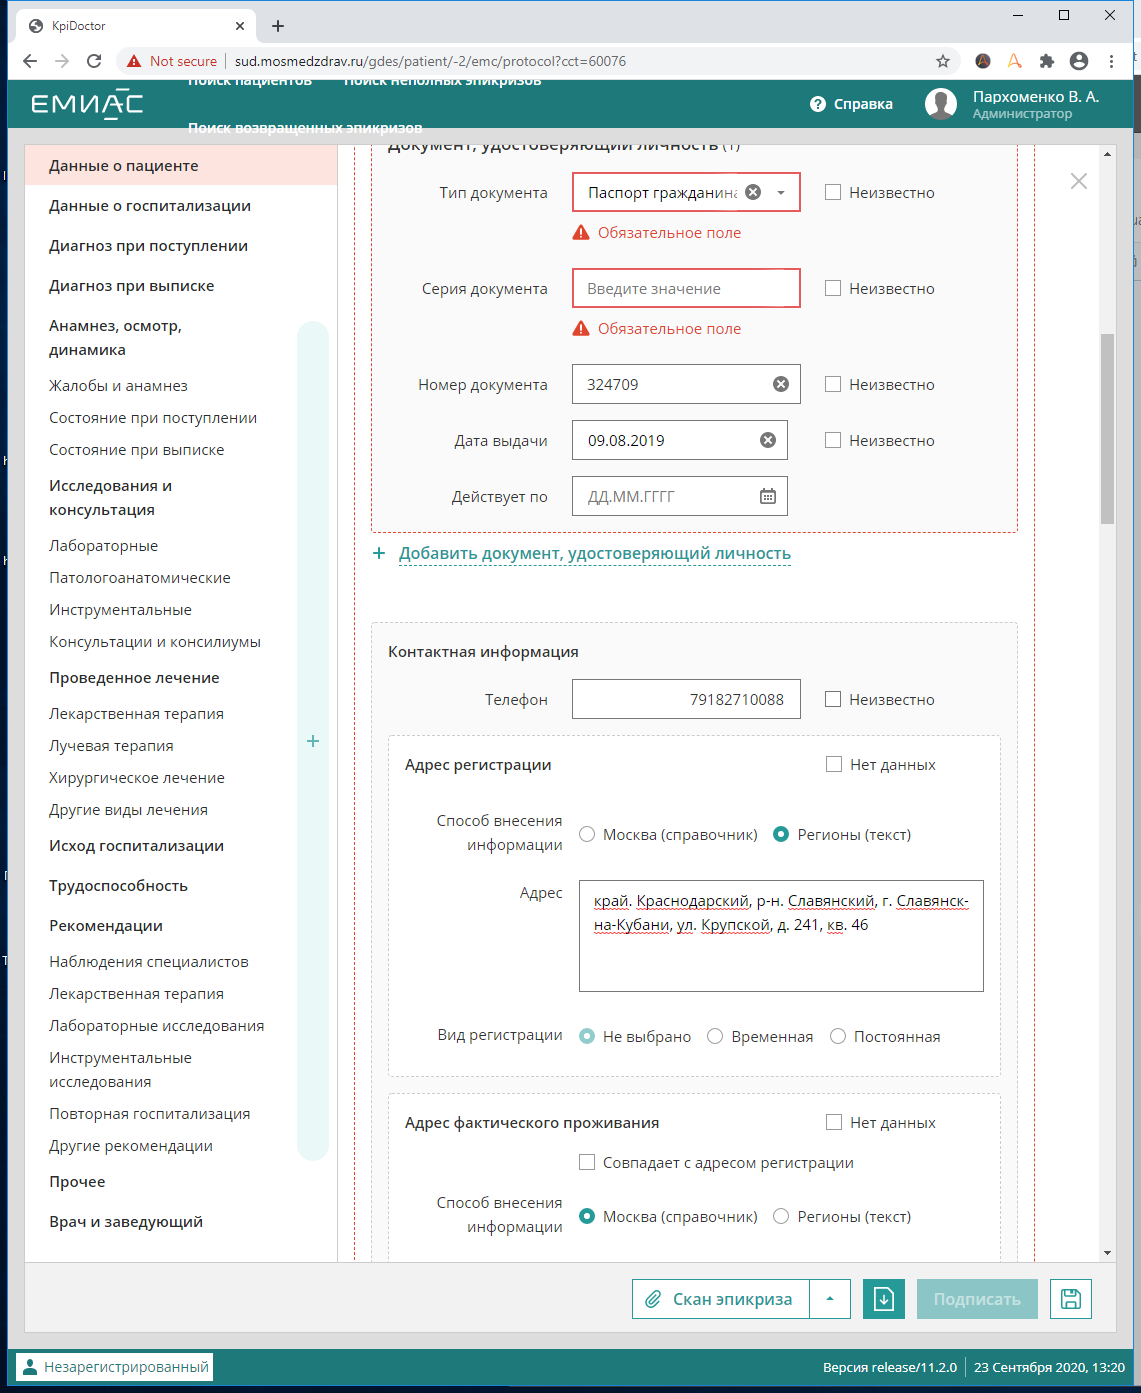 KpiDoctor
Not secure
sud.mosmedzdrav.ru/gdes/patient/-2/emc/protocol?cct=60076
ЕМИАС
Поиск пациентов
Поиск неполных эпикризов
Поиск возвращенных эпикризов
Справка
Пархоменко В. А.
Администратор
Данные о пациенте
Данные о госпитализации
Диагноз при поступлении
Диагноз при выписке
Анамнез, осмотр,
динамика
Жалобы и анамнез
Состояние при поступлении
Состояние при выписке
Исследования и
консультация
Лабораторные
Патологоанатомические
Инструментальные
Консультации и консилиумы
Проведенное лечение
Лекарственная терапия
Лучевая терапия
Хирургическое лечение
Другие виды лечения
Исход госпитализации
Трудоспособность
Рекомендации
Наблюдения специалистов
Лекарственная терапия
Лабораторные исследования
Инструментальные
исследования
Повторная госпитализация
Другие рекомендации
Прочее
Врач и заведующий
Документ, удостоверяющий личность (1)
Тип документа
Паспорт гражданина
Неизвестно
Обязательное поле
Серия документа
Введите значение
Неизвестно
Обязательное поле
Номер документа
324709
Неизвестно
Дата выдачи
09.08.2019
Неизвестно
Действует по
ДД.ММ.ГГГГ
+ Добавить документ, удостоверяющий личность
Контактная информация
Телефон
79182710088
Неизвестно
Адрес регистрации
Нет данных
Способ внесения
информации
Москва (справочник)
Регионы (текст)
Адрес
край. Краснодарский, р-н. Славянский, г. Славянск-
на-Кубани, ул. Крупской, д. 241, кв. 46
Вид регистрации
Не выбрано
Временная
Постоянная
Адрес фактического проживания
Нет данных
Совпадает с адресом регистрации
Способ внесения
информации
Москва (справочник)
Регионы (текст)
Скан эпикриза
Подписать
Незарегистрированный
Версия release/11.2.0
23 Сентября 2020, 13:20